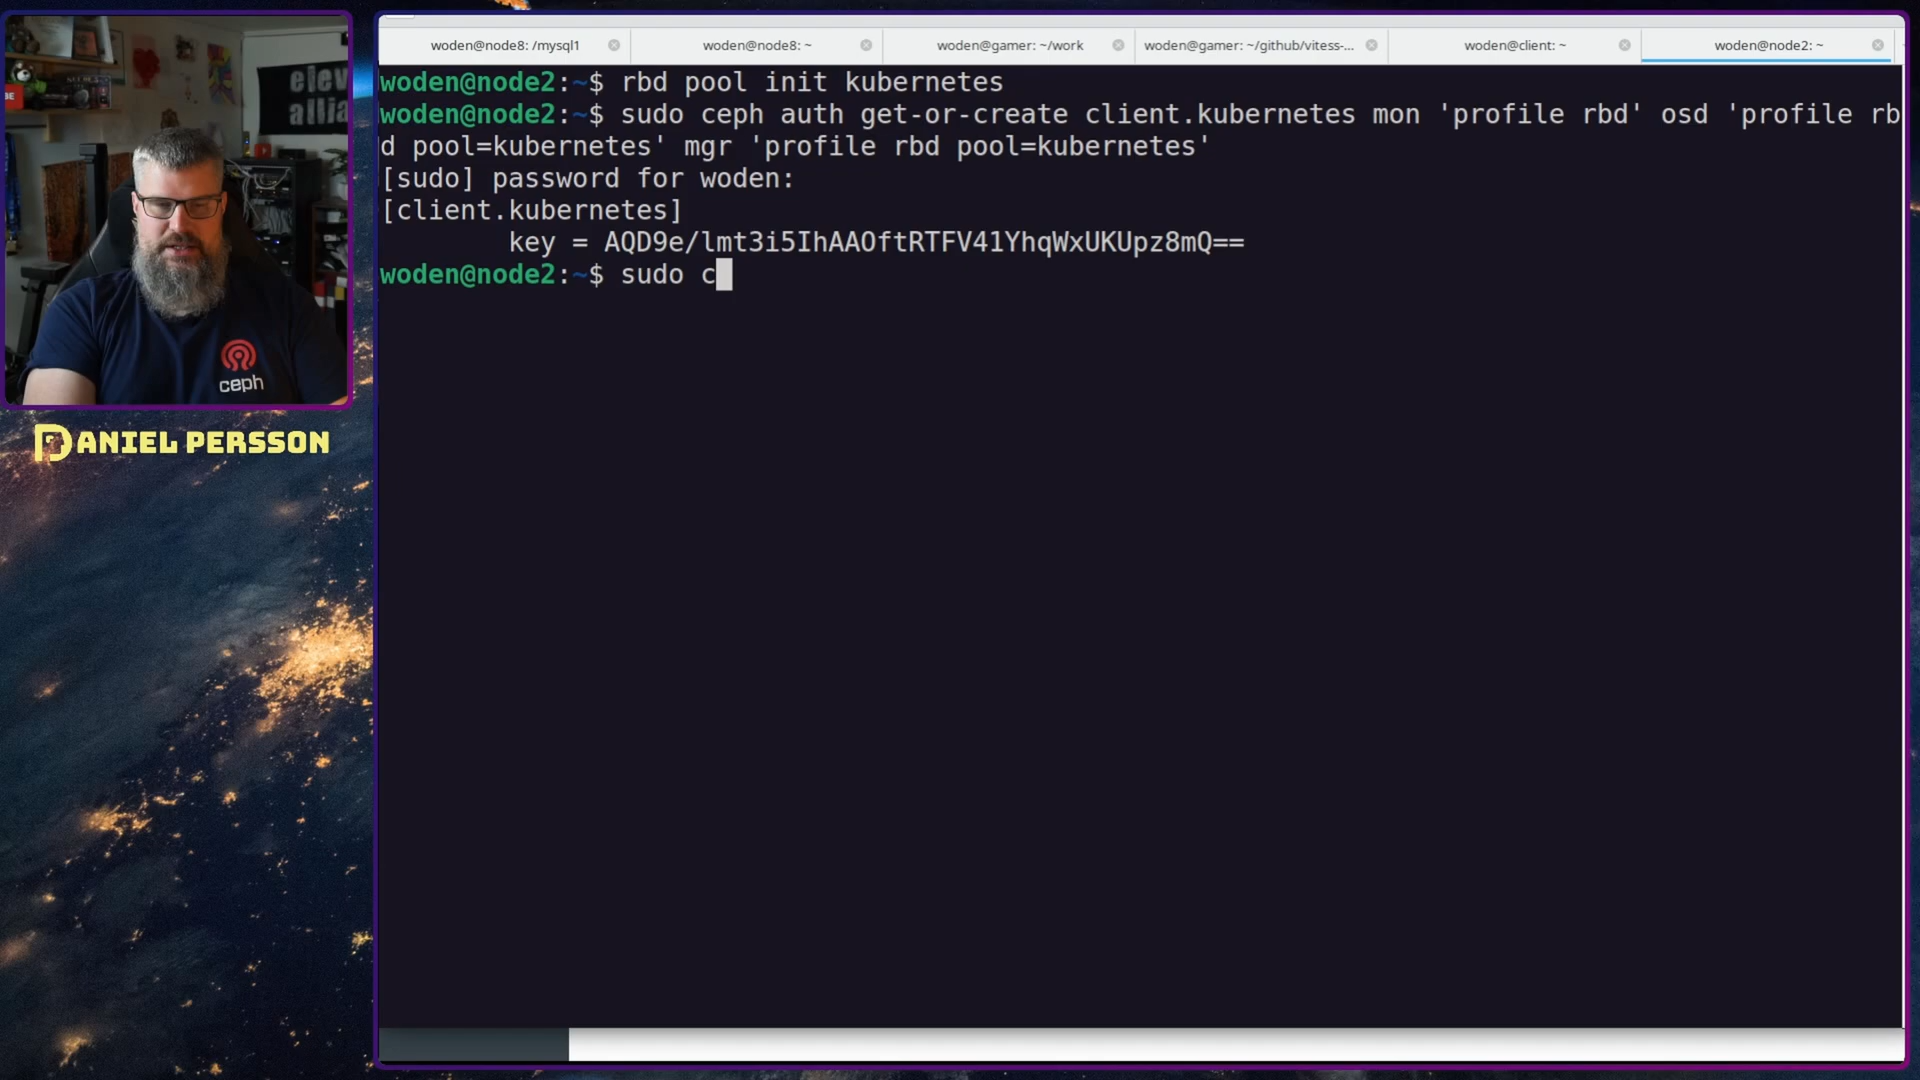 woden@node8: /mysql1
woden@node8: ~
woden@gamer: ~/work
woden@gamer: ~/github/vitess-...
woden@client: ~
woden@node2: ~
woden@node2:~$ rbd pool init kubernetes
woden@node2:~$ sudo ceph auth get-or-create client.kubernetes mon 'profile rbd' osd 'profile rb
d pool=kubernetes' mgr 'profile rbd pool=kubernetes'
[sudo] password for woden:
[client.kubernetes]
key = AQD9e/lmt3i5IhAAOftRTFV41YhqWxUKUpz8mQ==
woden@node2:~$ sudo c
elev
allia
ceph
DANIEL PERSSON